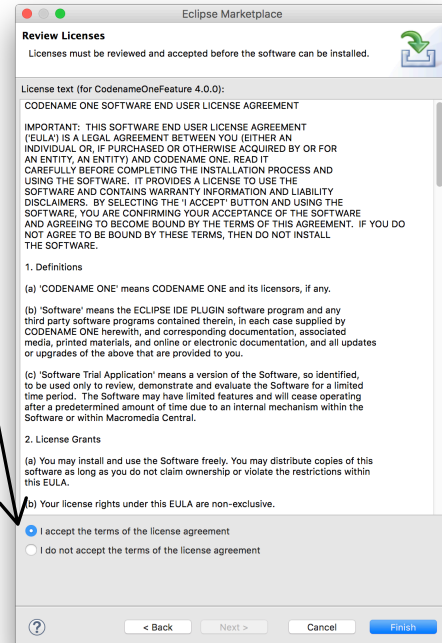 Eclipse Marketplace
Review Licenses
Licenses must be reviewed and accepted before the software can be installed.
License text (for CodenameOneFeature 4.0.0):
CODENAME ONE SOFTWARE END USER LICENSE AGREEMENT
IMPORTANT:  THIS SOFTWARE END USER LICENSE AGREEMENT
('EULA') IS A LEGAL AGREEMENT BETWEEN YOU (EITHER AN
INDIVIDUAL OR, IF PURCHASED OR OTHERWISE ACQUIRED BY OR FOR
AN ENTITY, AN ENTITY) AND CODENAME ONE. READ IT
CAREFULLY BEFORE COMPLETING THE INSTALLATION PROCESS AND
USING THE SOFTWARE.  IT PROVIDES A LICENSE TO USE THE
SOFTWARE AND CONTAINS WARRANTY INFORMATION AND LIABILITY
DISCLAIMERS.  BY SELECTING THE 'I ACCEPT' BUTTON AND USING THE
SOFTWARE, YOU ARE CONFIRMING YOUR ACCEPTANCE OF THE SOFTWARE
AND AGREEING TO BECOME BOUND BY THE TERMS OF THIS AGREEMENT.  IF YOU DO
NOT AGREE TO BE BOUND BY THESE TERMS, THEN DO NOT INSTALL
THE SOFTWARE.
1. Definitions
(a) 'CODENAME ONE' means CODENAME ONE and its licensors, if any.
(b) 'Software' means the ECLIPSE IDE PLUGIN software program and any
third party software programs contained therein, in each case supplied by
CODENAME ONE herewith, and corresponding documentation, associated
media, printed materials, and online or electronic documentation, and all updates
or upgrades of the above that are provided to you.
(c) 'Software Trial Application' means a version of the Software, so identified,
to be used only to review, demonstrate and evaluate the Software for a limited
time period.  The Software may have limited features and will cease operating
after a predetermined amount of time due to an internal mechanism within the
Software or within Macromedia Central.
2. License Grants
(a) You may install and use the Software freely. You may distribute copies of this
software as long as you do not claim ownership or violate the restrictions within
this EULA.
(b) Your license rights under this EULA are non-exclusive.
I accept the terms of the license agreement
I do not accept the terms of the license agreement
? < Back Next > Cancel Finish